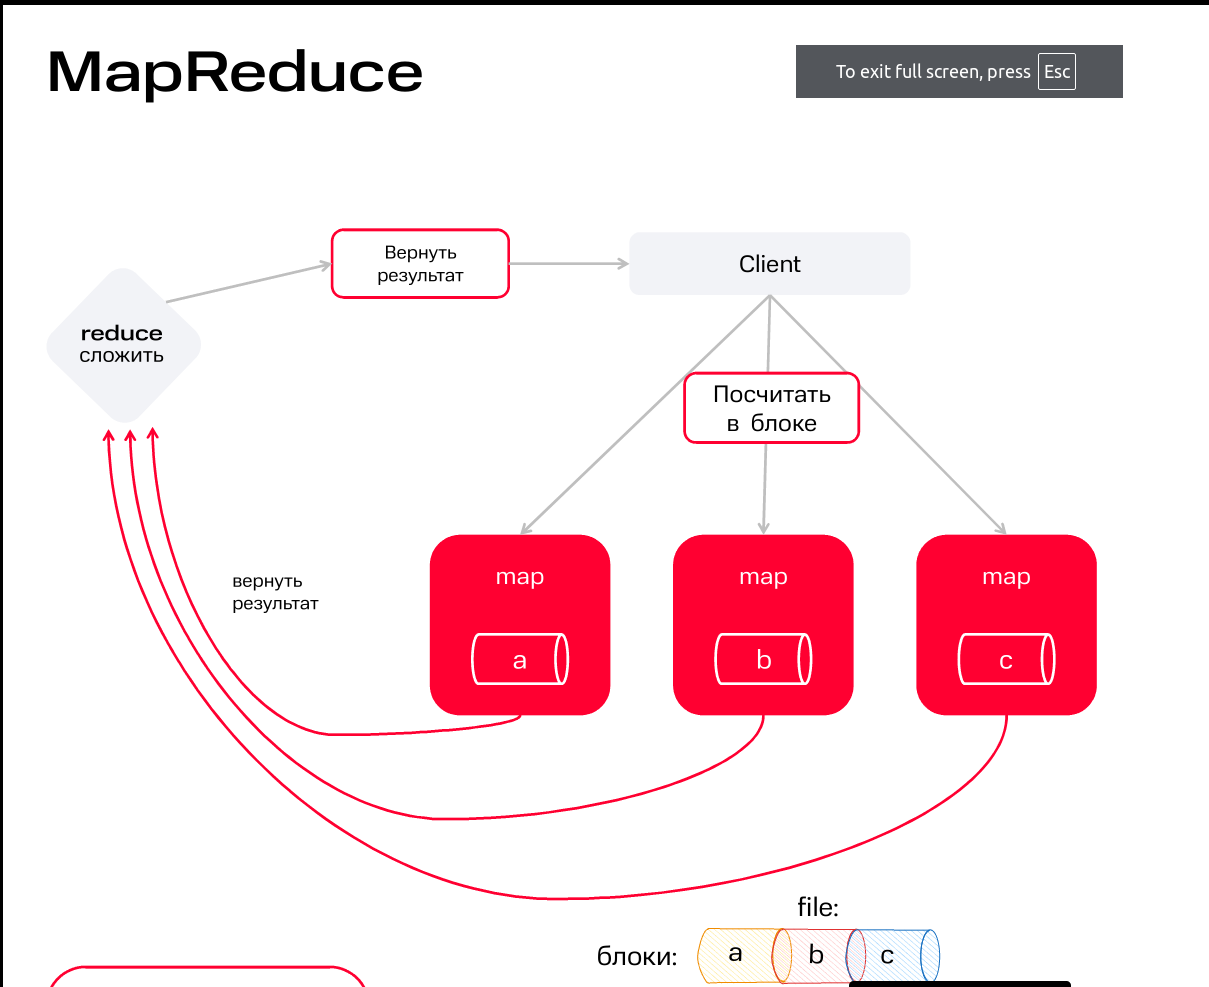 MapReduce
To exit full screen, press Esc
Вернуть
результат
Client
reduce
сложить
Посчитать
в блоке
вернуть
результат
map
map
map
a
b
c
file:
блоки:
a
b
c